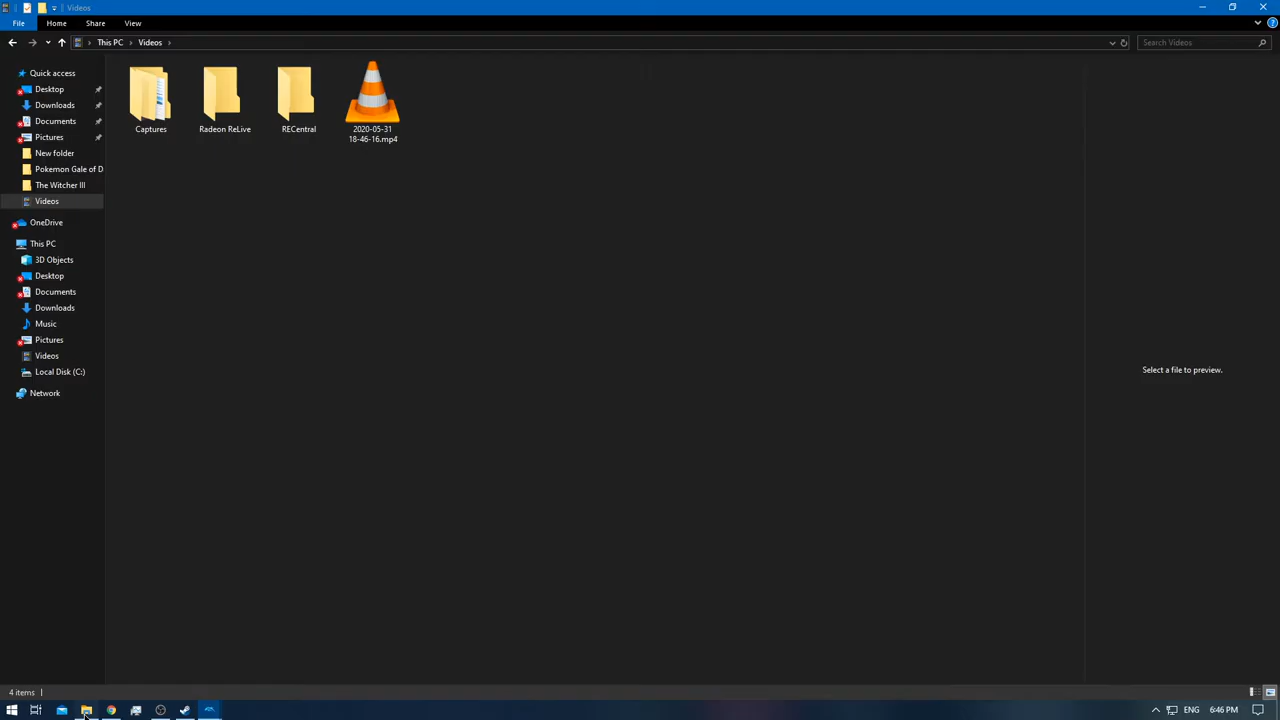 Videos
File Home Share View
This PC Videos Search Videos
Quick access
Desktop
Downloads
Documents
Pictures
New folder
Pokemon Gale of D
The Witcher III
Videos
OneDrive
This PC
3D Objects
Desktop
Documents
Downloads
Music
Pictures
Videos
Local Disk (C:)
Network
Captures
Radeon ReLive
RECentral
2020-05-31
18-46-16.mp4
Select a file to preview.
4 items
ENG 6:46 PM